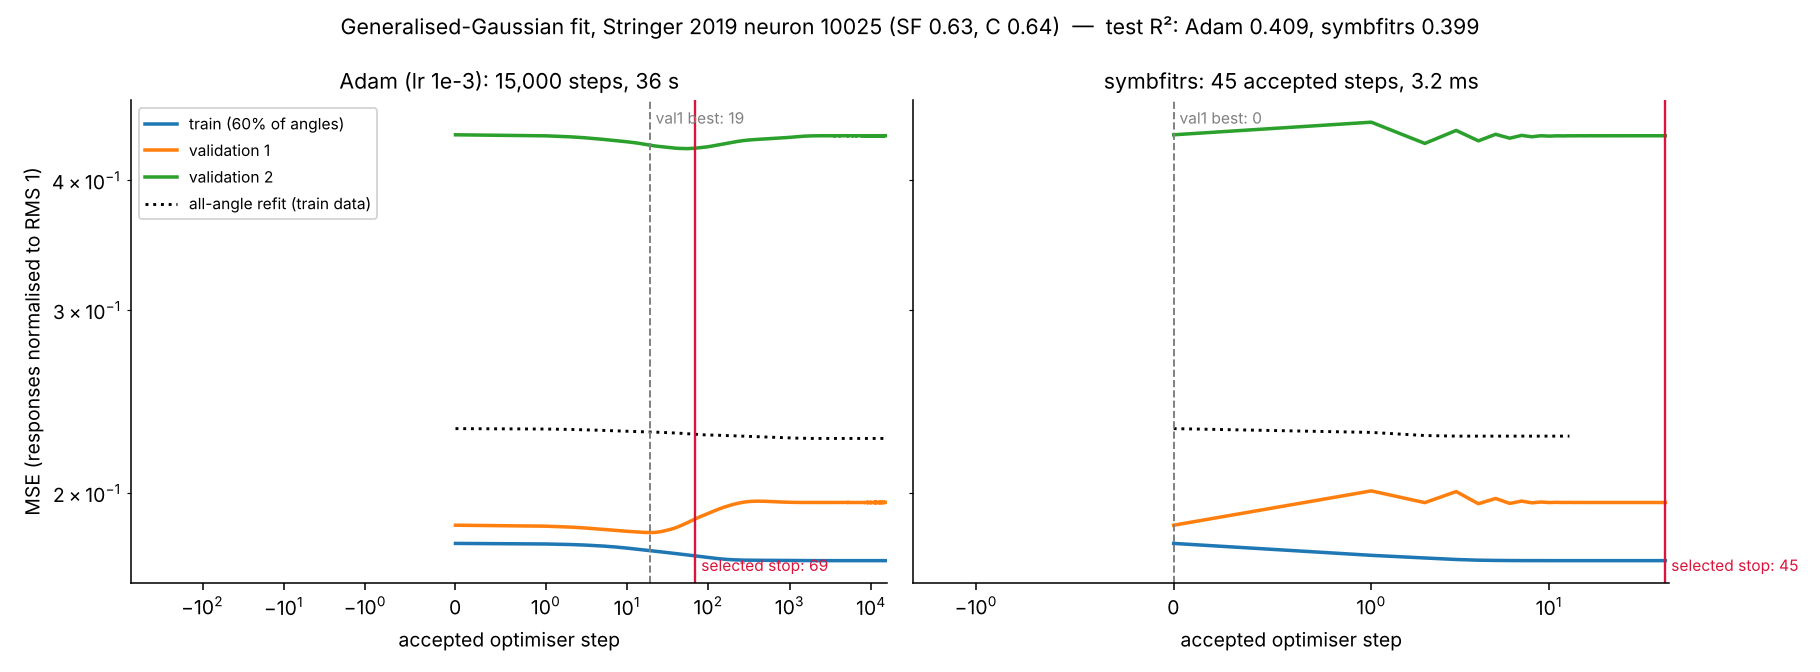 Generalised-Gaussian fit, Stringer 2019 neuron 10025 (SF 0.63, C 0.64) — test R²: Adam 0.409, symbfitrs 0.399
Adam (lr 1e-3): 15,000 steps, 36 s
symbfitrs: 45 accepted steps, 3.2 ms
train (60% of angles)
validation 1
validation 2
all-angle refit (train data)
val1 best: 19
val1 best: 0
MSE (responses normalised to RMS 1)
4 × 10⁻¹
3 × 10⁻¹
2 × 10⁻¹
selected stop: 69
selected stop: 45
−10² −10¹ −10⁰ 0 10⁰ 10¹ 10² 10³ 10⁴
−10⁰ 0 10⁰ 10¹
accepted optimiser step
accepted optimiser step